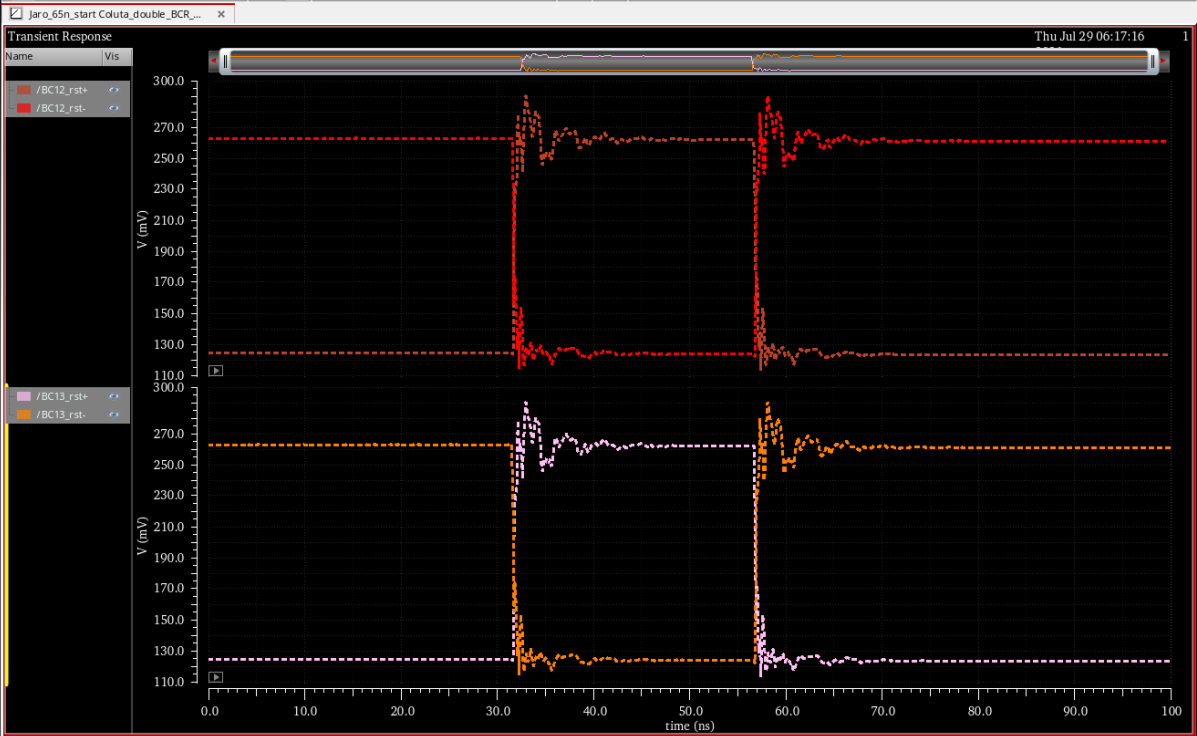 Jaro_65n_start Coluta_double_BCR_...
Transient Response
Thu Jul 29 06:17:16 1
Name Vis
/BC12_rst+
/BC12_rst-
300.0
270.0
250.0
230.0
210.0
190.0
170.0
150.0
130.0
110.0
V (mV)
/BC13_rst+
/BC13_rst-
300.0
270.0
250.0
230.0
210.0
190.0
170.0
150.0
130.0
110.0
V (mV)
0.0 10.0 20.0 30.0 40.0 50.0 60.0 70.0 80.0 90.0 100
time (ns)